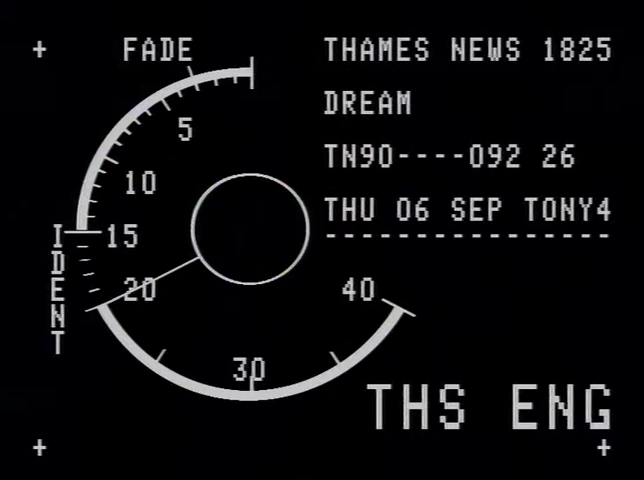 FADE
THAMES NEWS 1825
DREAM
TN90----092 26
THU 06 SEP TONY4
----------------
5
10
15
IDENT
20
40
30
THS ENG